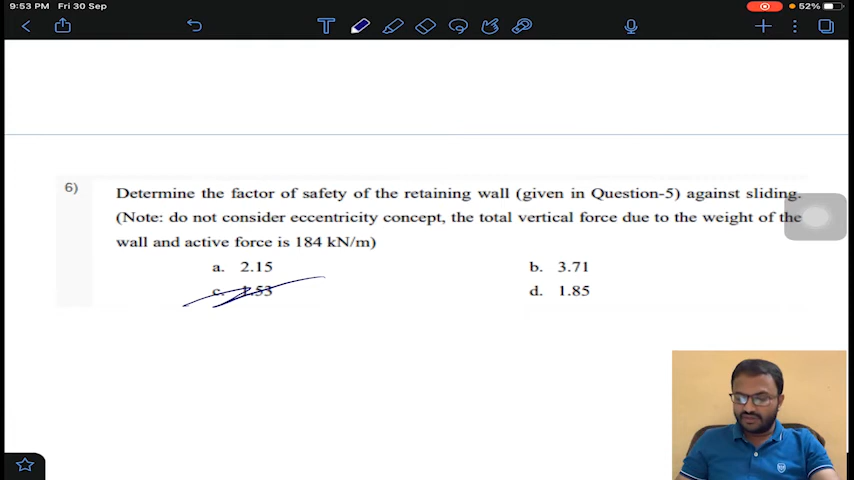 9:53 PM Fri 30 Sep
52%
T
6)
Determine the factor of safety of the retaining wall (given in Question-5) against sliding.
(Note: do not consider eccentricity concept, the total vertical force due to the weight of the
wall and active force is 184 kN/m)
a. 2.15 b. 3.71
c. 1.53 d. 1.85